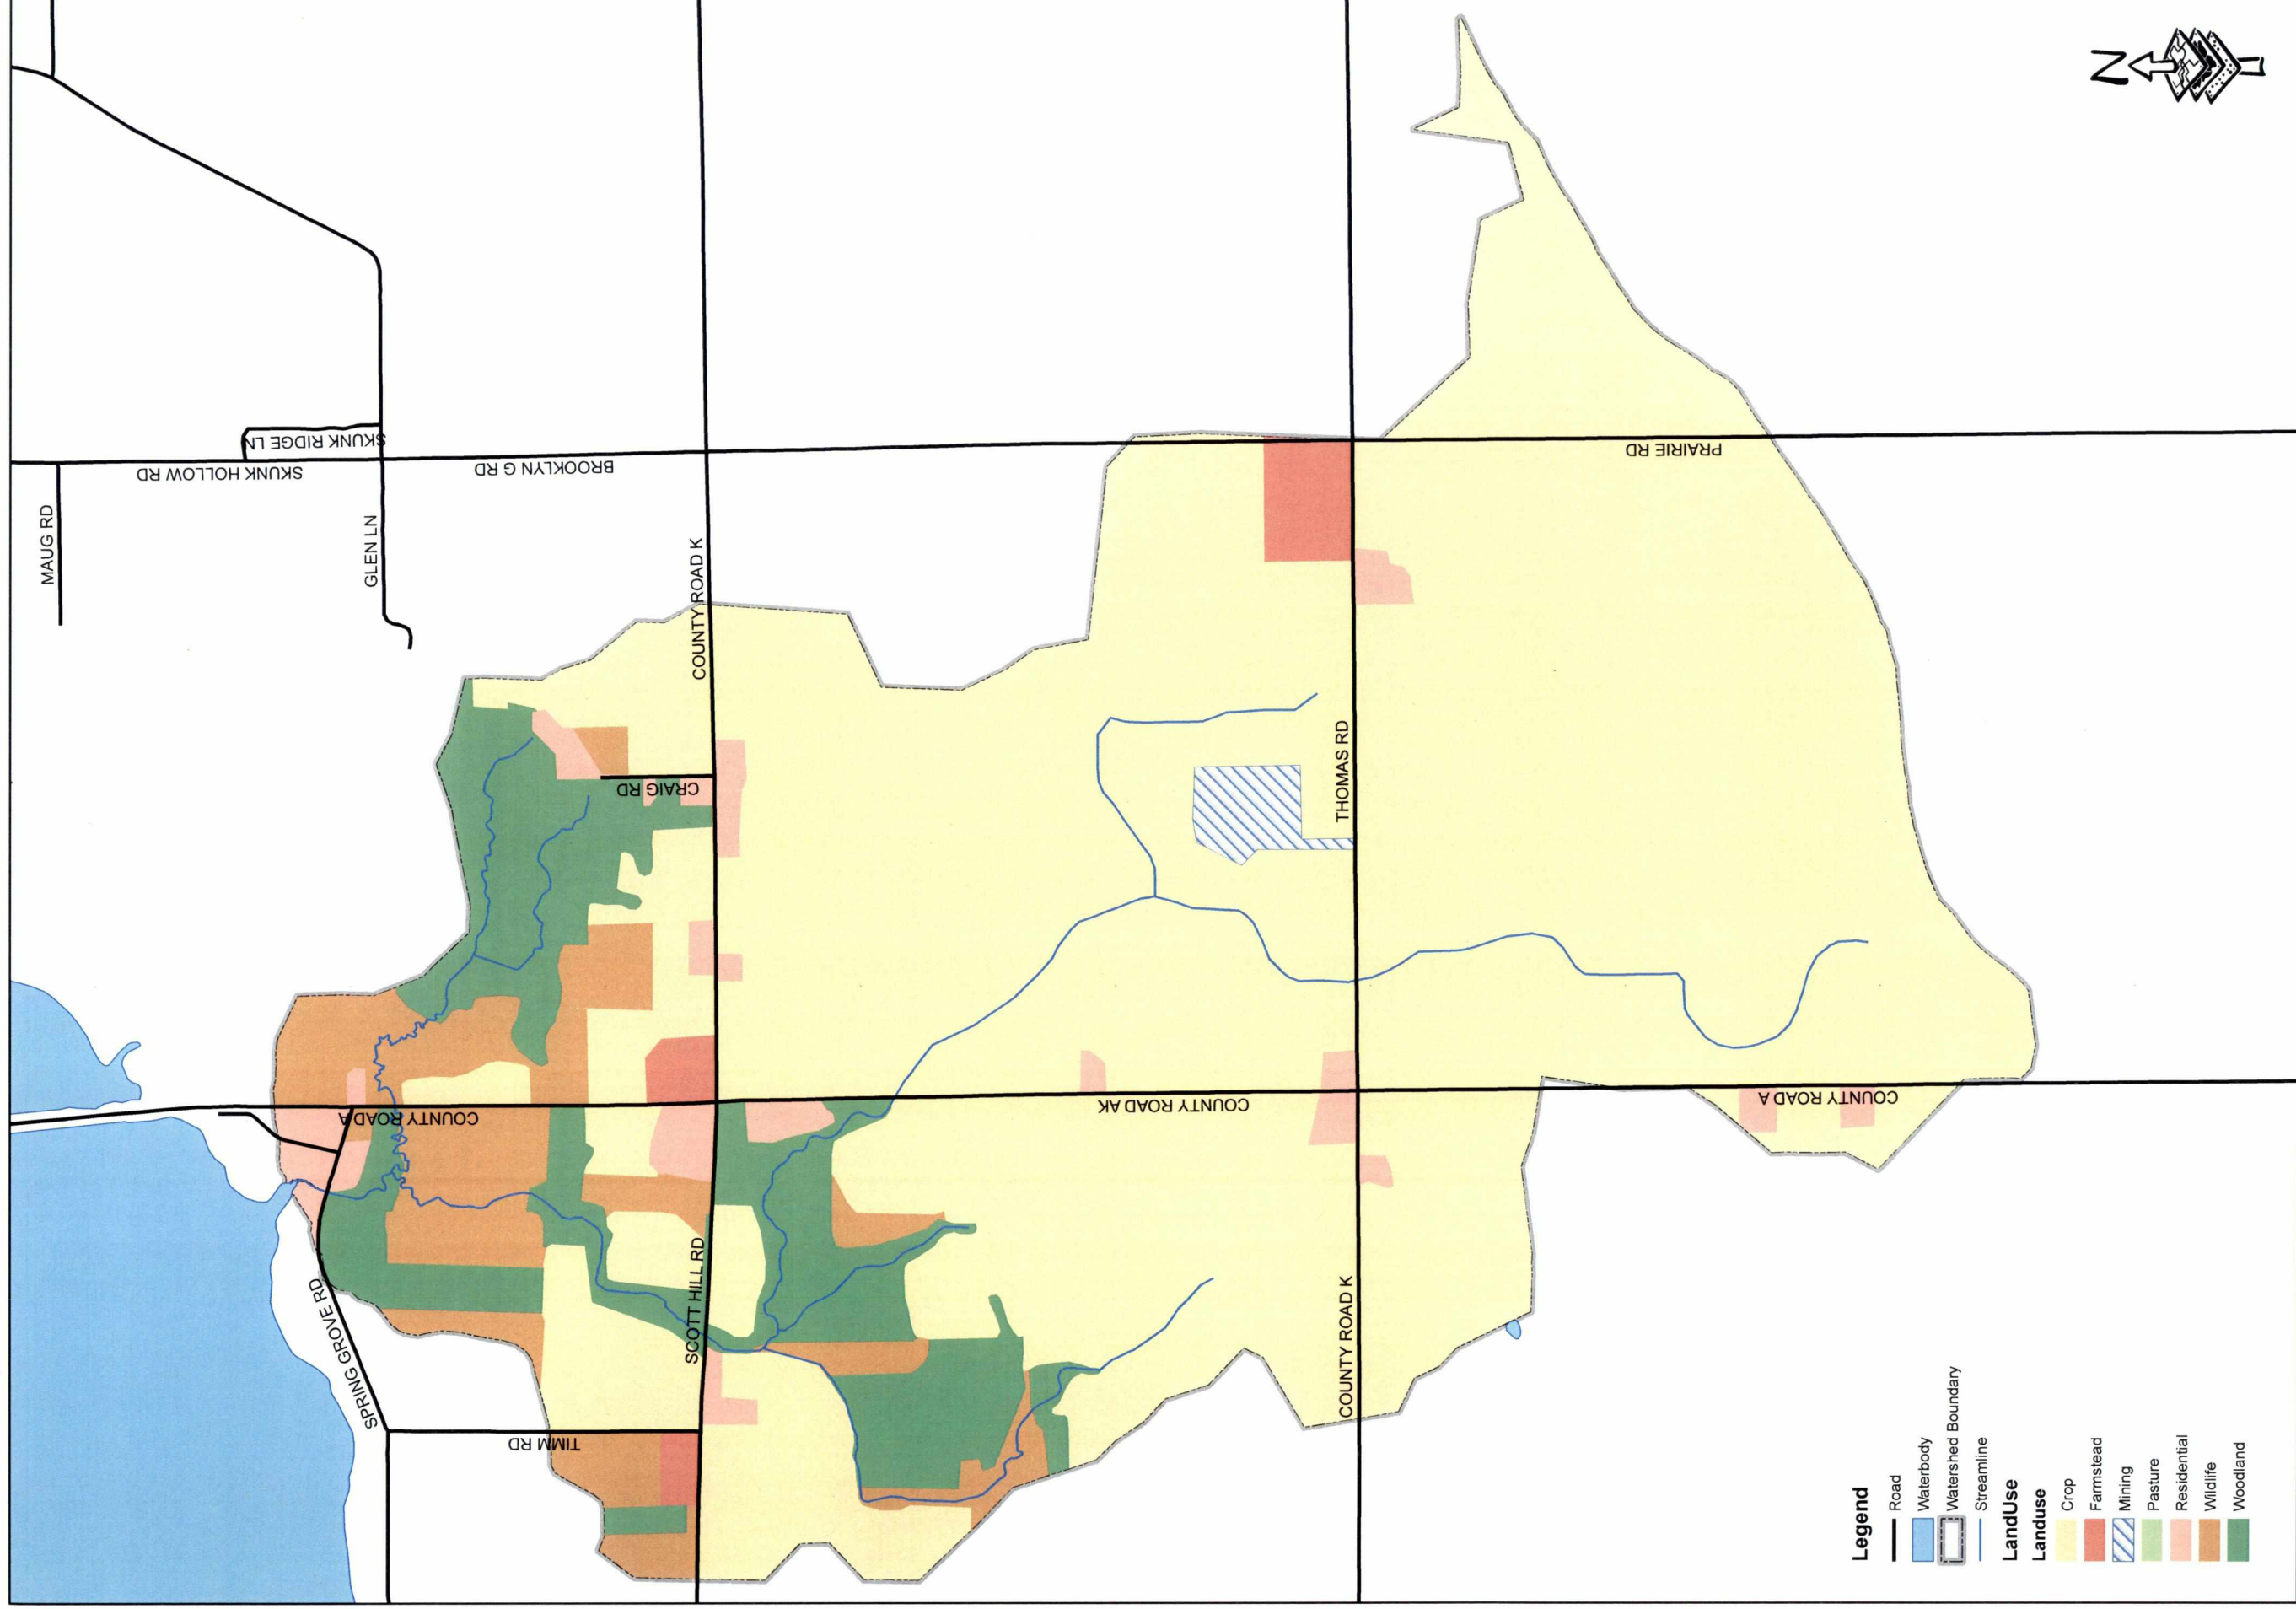 MAUG RD
SKUNK HOLLOW RD
SKUNK RIDGE LN
GLEN LN
BROOKLYN G RD
COUNTY ROAD K
CRAIG RD
COUNTY ROAD A
SPRING GROVE RD
TIMM RD
SCOTT HILL RD
COUNTY ROAD AK
THOMAS RD
PRAIRIE RD
COUNTY ROAD K
COUNTY ROAD A
N
Legend
Road
Waterbody
Watershed Boundary
Streamline
LandUse
Landuse
Crop
Farmstead
Mining
Pasture
Residential
Wildlife
Woodland